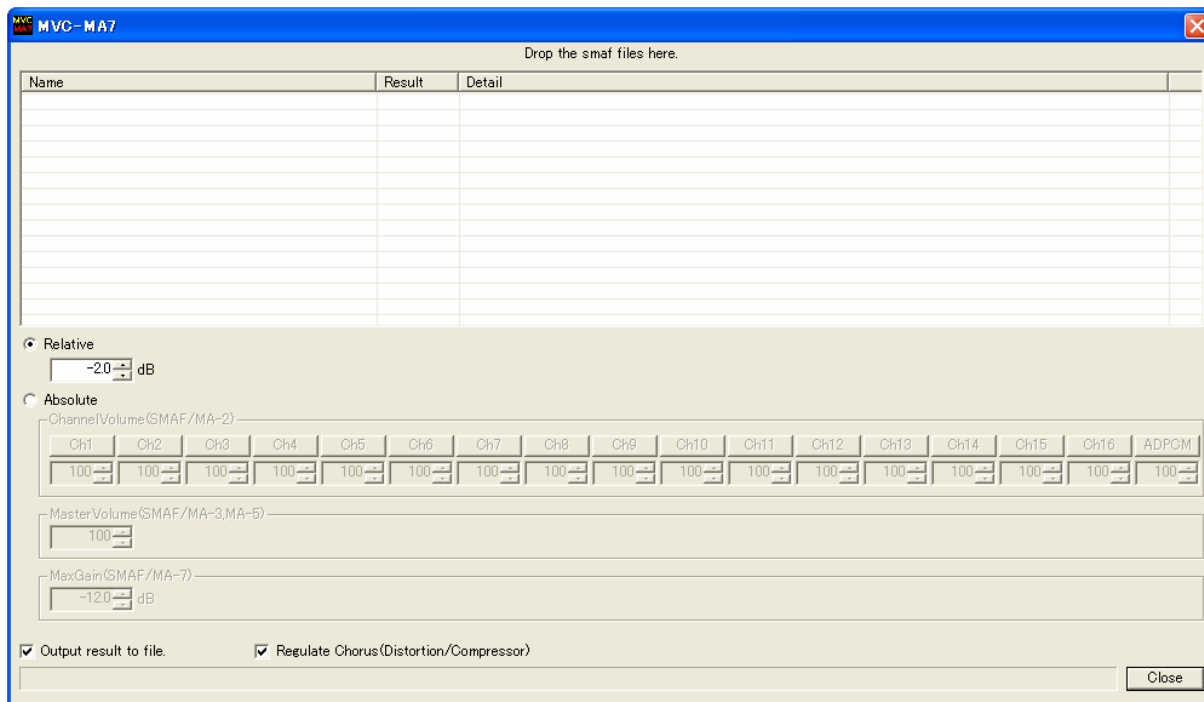 MVC MA7 MVC-MA7
Drop the smaf files here.
Name Result Detail
Relative
-2.0 dB
Absolute
ChannelVolume(SMAF/MA-2)
Ch1 Ch2 Ch3 Ch4 Ch5 Ch6 Ch7 Ch8 Ch9 Ch10 Ch11 Ch12 Ch13 Ch14 Ch15 Ch16 ADPCM
100 100 100 100 100 100 100 100 100 100 100 100 100 100 100 100 100
MasterVolume(SMAF/MA-3,MA-5)
100
MaxGain(SMAF/MA-7)
-12.0 dB
Output result to file. Regulate Chorus(Distortion/Compressor)
Close